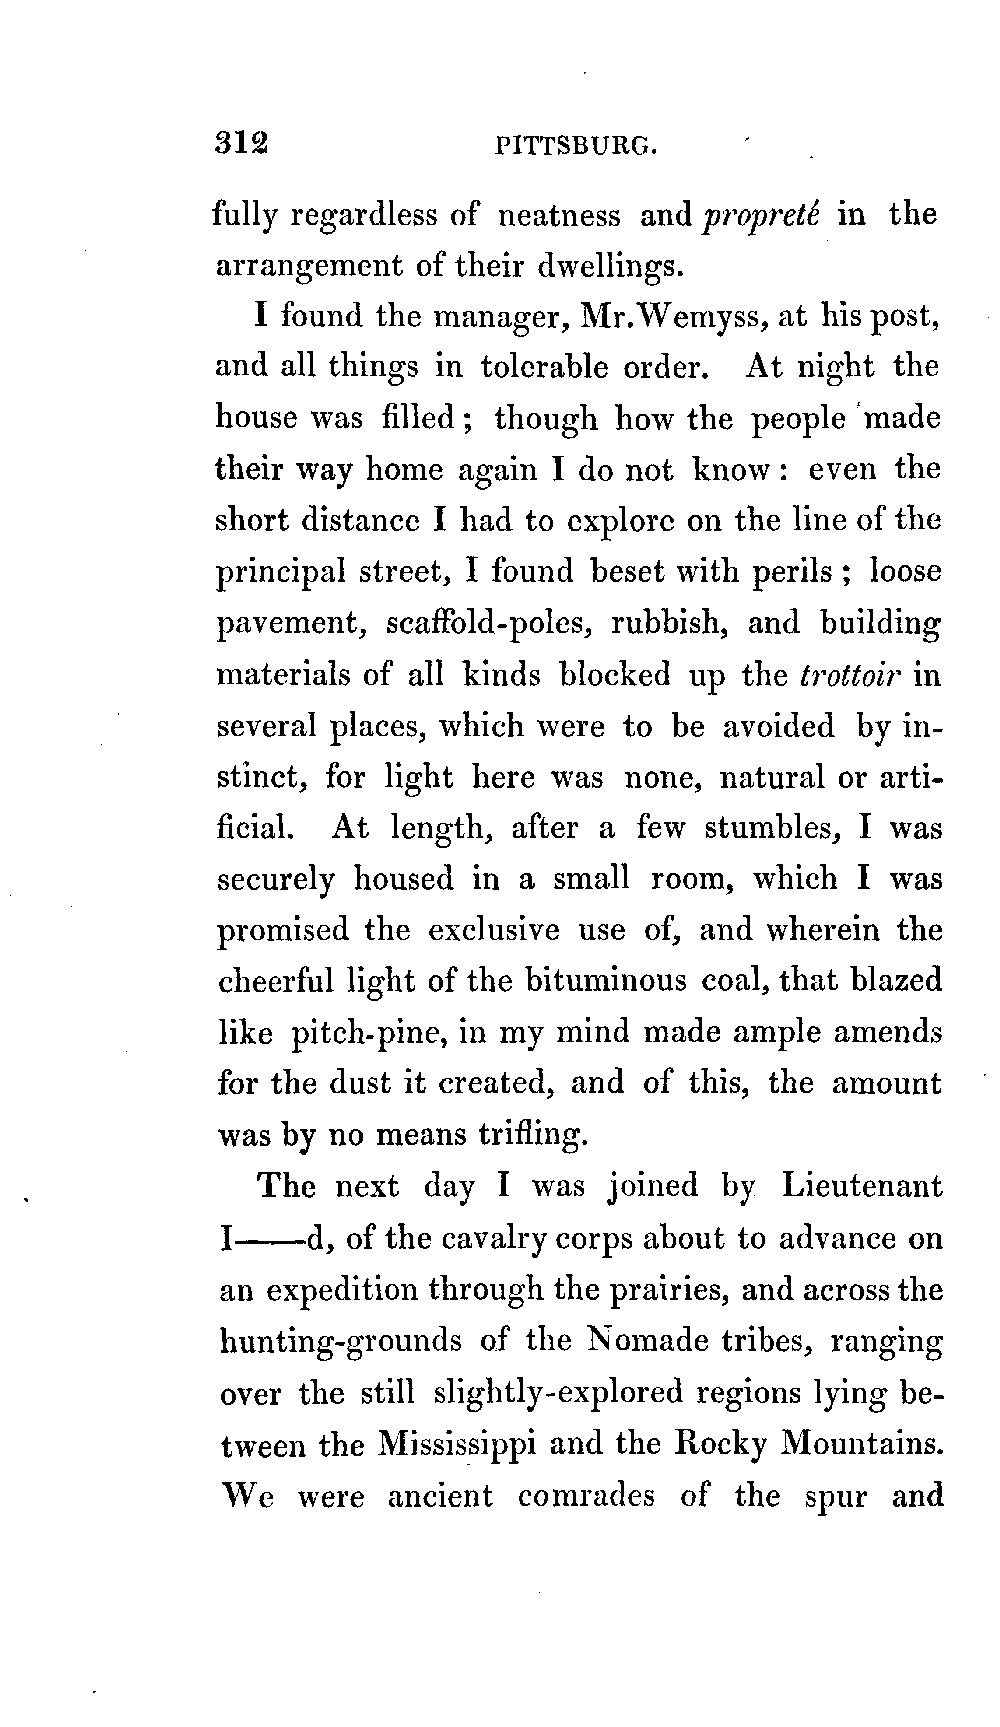 312 PITTSBURG.
fully regardless of neatness and propreté in the
arrangement of their dwellings.
I found the manager, Mr. Wemyss, at his post,
and all things in tolerable order. At night the
house was filled; though how the people made
their way home again I do not know: even the
short distance I had to explore on the line of the
principal street, I found beset with perils; loose
pavement, scaffold-poles, rubbish, and building
materials of all kinds blocked up the trottoir in
several places, which were to be avoided by in-
stinct, for light here was none, natural or arti-
ficial. At length, after a few stumbles, I was
securely housed in a small room, which I was
promised the exclusive use of, and wherein the
cheerful light of the bituminous coal, that blazed
like pitch-pine, in my mind made ample amends
for the dust it created, and of this, the amount
was by no means trifling.
The next day I was joined by Lieutenant
I——d, of the cavalry corps about to advance on
an expedition through the prairies, and across the
hunting-grounds of the Nomade tribes, ranging
over the still slightly-explored regions lying be-
tween the Mississippi and the Rocky Mountains.
We were ancient comrades of the spur and